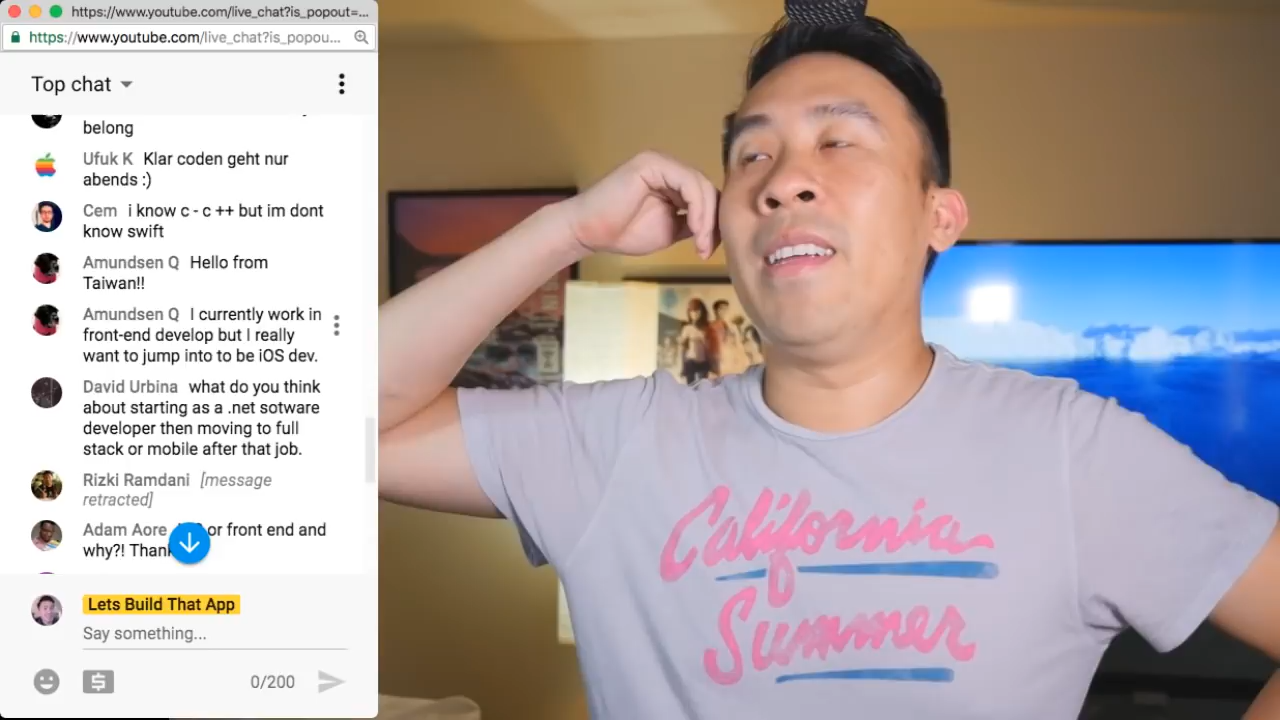 https://www.youtube.com/live_chat?is_popout=...
https://www.youtube.com/live_chat?is_popou...
Top chat
belong
Ufuk K Klar coden geht nur
abends :)
Cem i know c - c ++ but im dont
know swift
Amundsen Q Hello from
Taiwan!!
Amundsen Q I currently work in
front-end develop but I really
want to jump into to be iOS dev.
David Urbina what do you think
about starting as a .net sotware
developer then moving to full
stack or mobile after that job.
Rizki Ramdani [message
retracted]
Adam Aore or front end and
why?!
Lets Build That App
Say something...
0/200
California
Summer